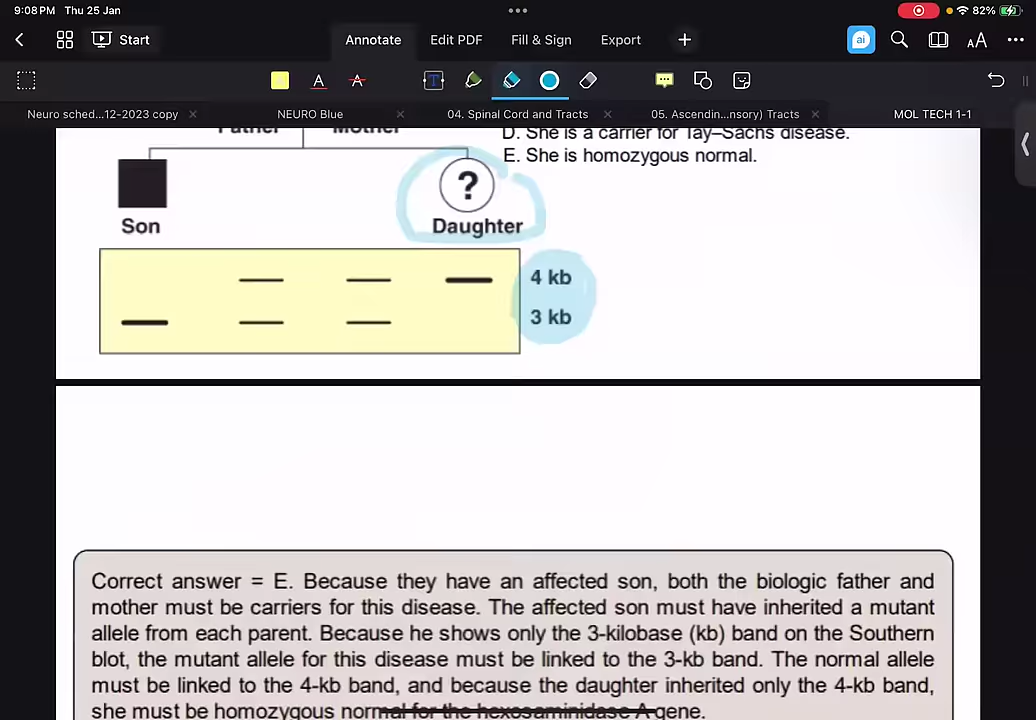 9:08 PM Thu 25 Jan
82%
Start
Annotate
Edit PDF
Fill & Sign
Export
ai
AA
T
A
A
Neuro sched...12-2023 copy
NEURO Blue
04. Spinal Cord and Tracts
05. Ascendin...nsory) Tracts
MOL TECH 1-1
Father Mother
D. She is a carrier for Tay–Sachs disease.
E. She is homozygous normal.
?
Son
Daughter
4 kb
3 kb
Correct answer = E. Because they have an affected son, both the biologic father and
mother must be carriers for this disease. The affected son must have inherited a mutant
allele from each parent. Because he shows only the 3-kilobase (kb) band on the Southern
blot, the mutant allele for this disease must be linked to the 3-kb band. The normal allele
must be linked to the 4-kb band, and because the daughter inherited only the 4-kb band,
she must be homozygous normal for the hexosaminidase A gene.